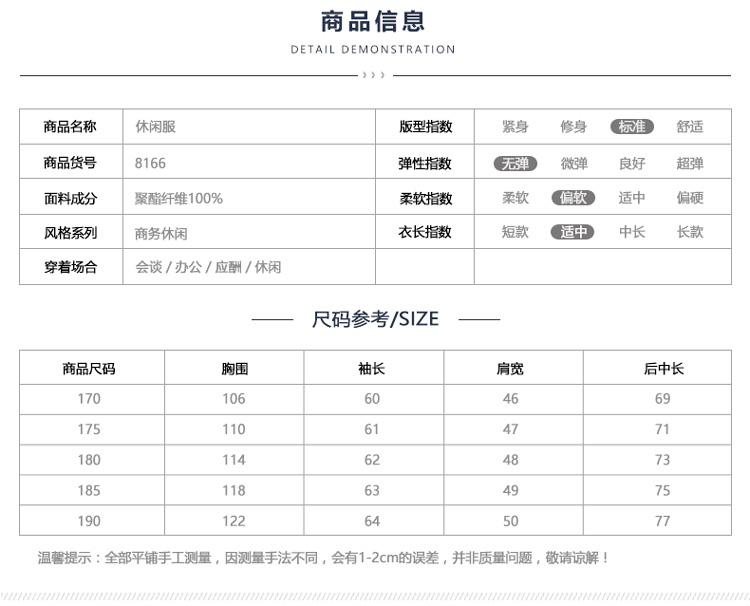 商品信息
DETAIL DEMONSTRATION
商品名称 休闲服 版型指数 紧身 修身 标准 舒适
商品货号 8166 弹性指数 无弹 微弹 良好 超弹
面料成分 聚酯纤维100% 柔软指数 柔软 偏软 适中 偏硬
风格系列 商务休闲 衣长指数 短款 适中 中长 长款
穿着场合 会谈 / 办公 / 应酬 / 休闲
尺码参考/SIZE
商品尺码 胸围 袖长 肩宽 后中长
170 106 60 46 69
175 110 61 47 71
180 114 62 48 73
185 118 63 49 75
190 122 64 50 77
温馨提示：全部平铺手工测量，因测量手法不同，会有1-2cm的误差，并非质量问题，敬请谅解！